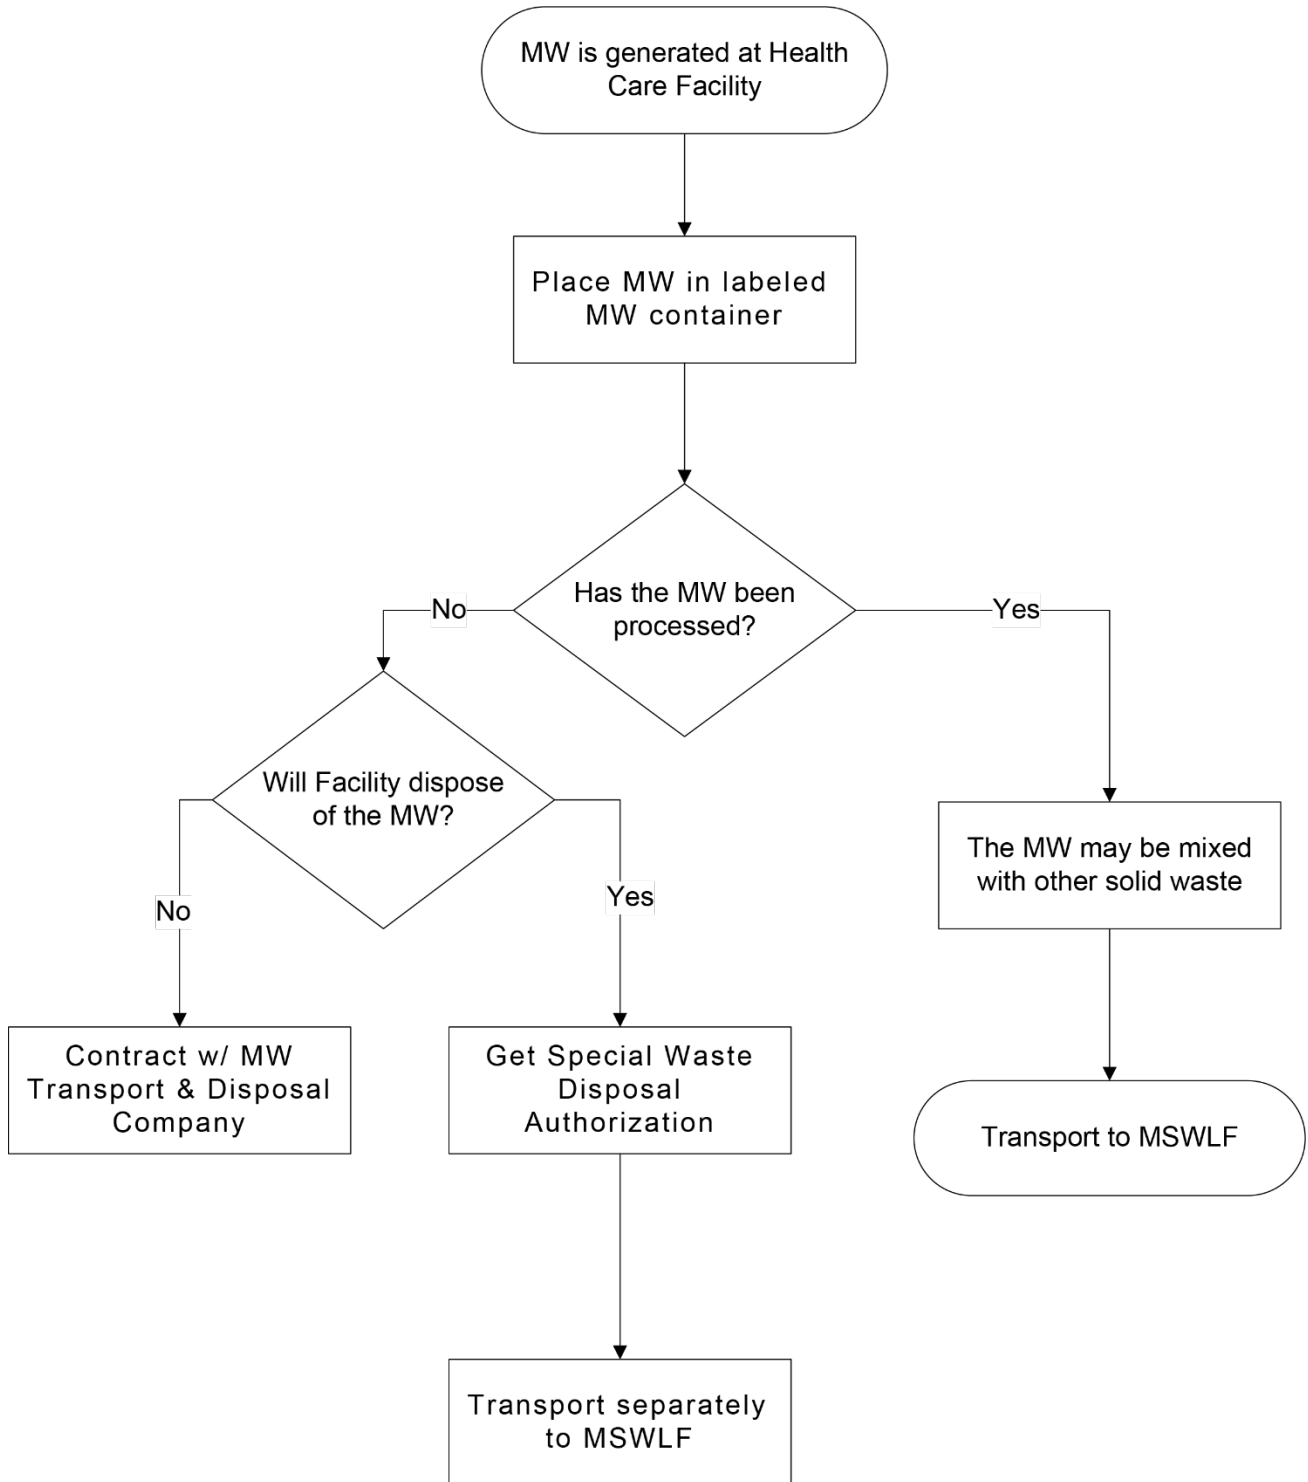 MW is generated at Health
Care Facility
Place MW in labeled
MW container
Has the MW been
processed?
No
Yes
Will Facility dispose
of the MW?
The MW may be mixed
with other solid waste
No
Yes
Contract w/ MW
Transport & Disposal
Company
Get Special Waste
Disposal
Authorization
Transport to MSWLF
Transport separately
to MSWLF